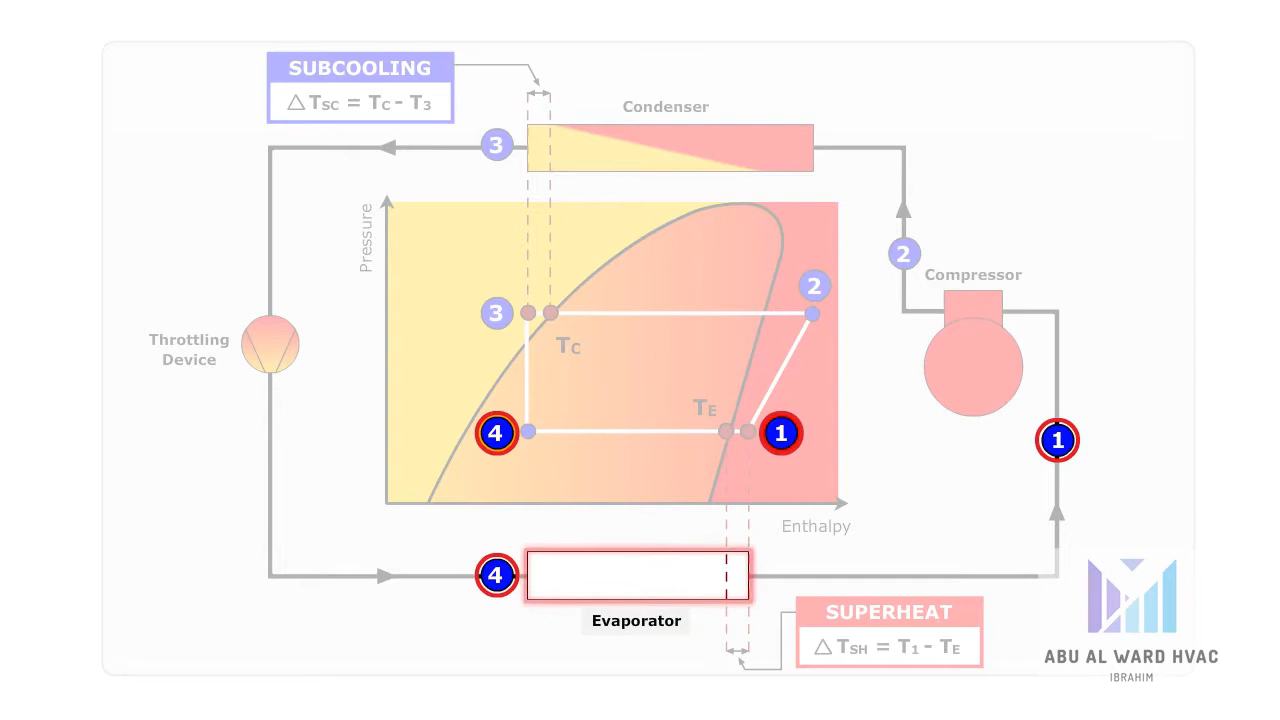 SUBCOOLING
△ TSC = TC - T3
Condenser
3
2
Compressor
Pressure
2
3
TC
Throttling
Device
TE
4
1
1
Enthalpy
4
Evaporator
SUPERHEAT
△ TSH = T1 - TE
ABU AL WARD HVAC
IBRAHIM